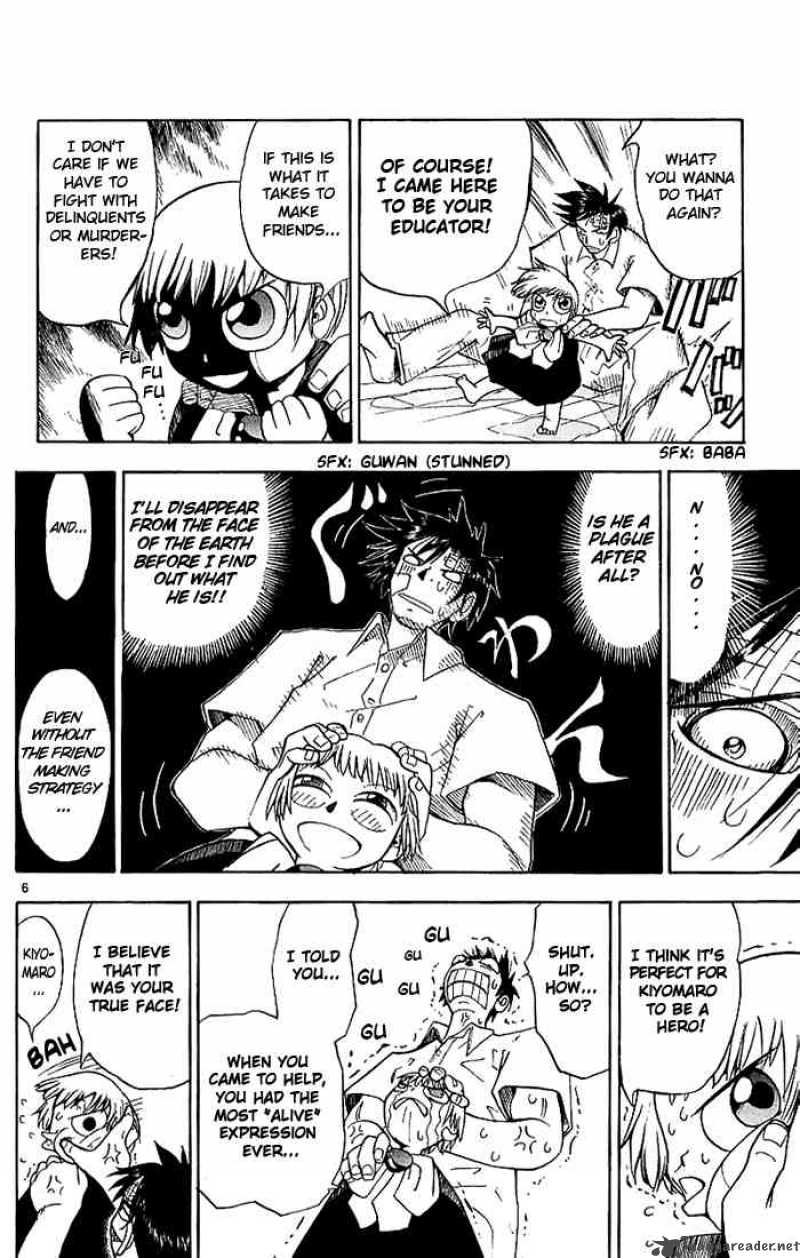 WHAT?
YOU WANNA
DO THAT
AGAIN?
OF COURSE!
I CAME HERE
TO BE YOUR
EDUCATOR!
SFX: BABA
IF THIS IS
WHAT IT
TAKES TO
MAKE
FRIENDS...
I DON'T
CARE IF WE
HAVE TO
FIGHT WITH
DELINQUENTS
OR MURDER-
ERS!
FU
FU
FU
...
SFX: GUWAN (STUNNED)
N...NO...
IS HE A
PLAGUE
AFTER
ALL?
ぐ
わ
ん
I'LL DISAPPEAR
FROM THE FACE
OF THE EARTH
BEFORE I FIND
OUT WHAT
HE IS!!
AND...
EVEN
WITHOUT
THE FRIEND
MAKING
STRATEGY
...
6
I THINK IT'S
PERFECT FOR
KIYOMARO
TO BE A
HERO!
SHUT.
UP.
HOW...
SO?
GU
GU
GU
GU
GU
I TOLD
YOU...
WHEN YOU
CAME TO HELP,
YOU HAD THE
MOST "ALIVE"
EXPRESSION
EVER...
I BELIEVE
THAT IT
WAS YOUR
TRUE FACE!
KIYO-
MARO
...
BAH